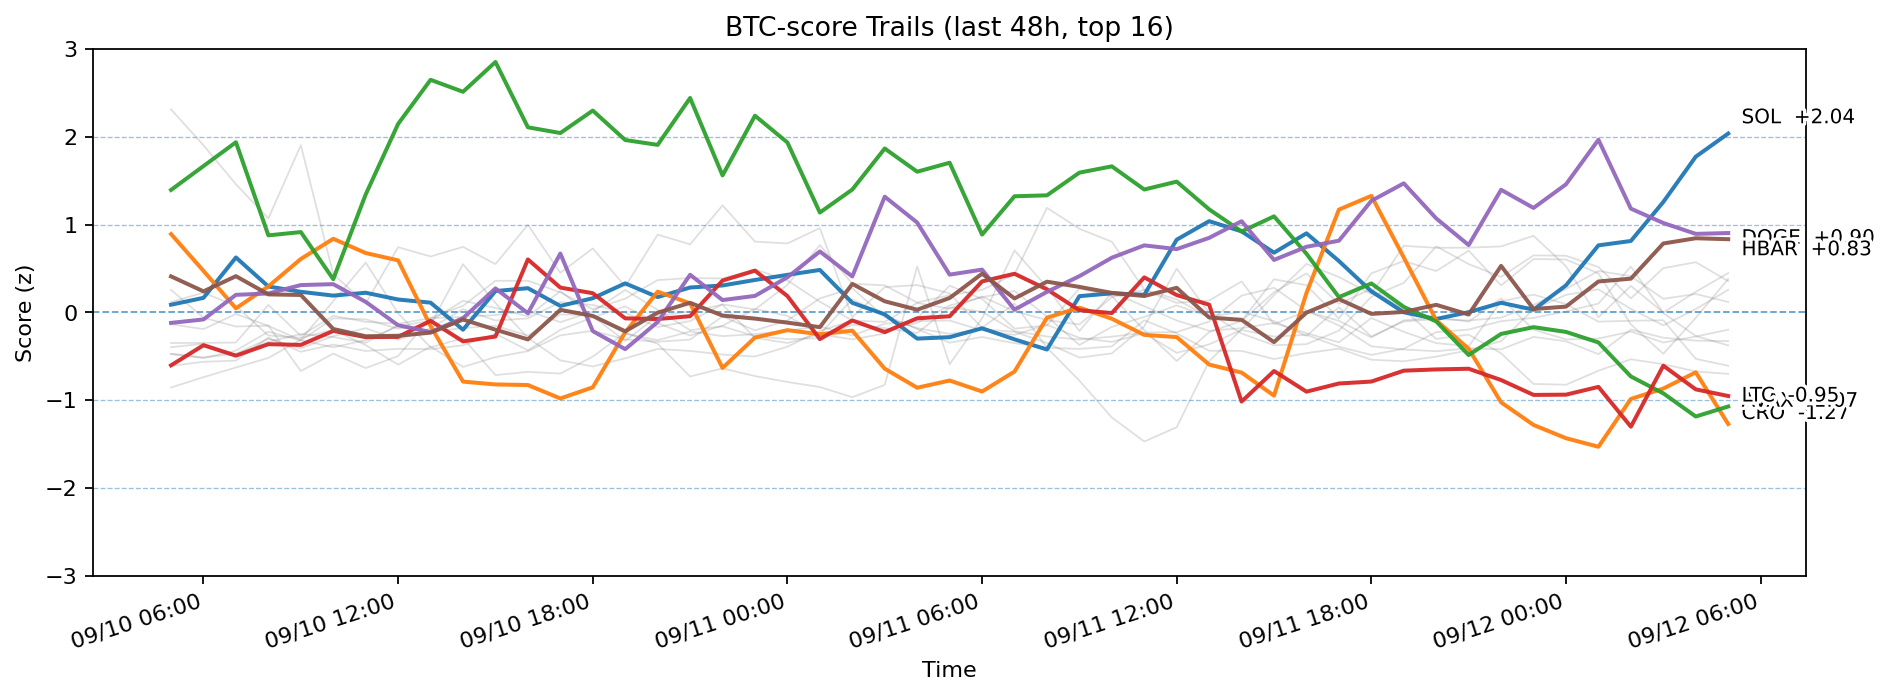 BTC-score Trails (last 48h, top 16)
Score (z)
3
2
1
0
−1
−2
−3
SOL +2.04
DOGE +0.90
HBAR +0.83
LTC -0.95
CRO -1.27
09/10 06:00
09/10 12:00
09/10 18:00
09/11 00:00
09/11 06:00
09/11 12:00
09/11 18:00
09/12 00:00
09/12 06:00
Time